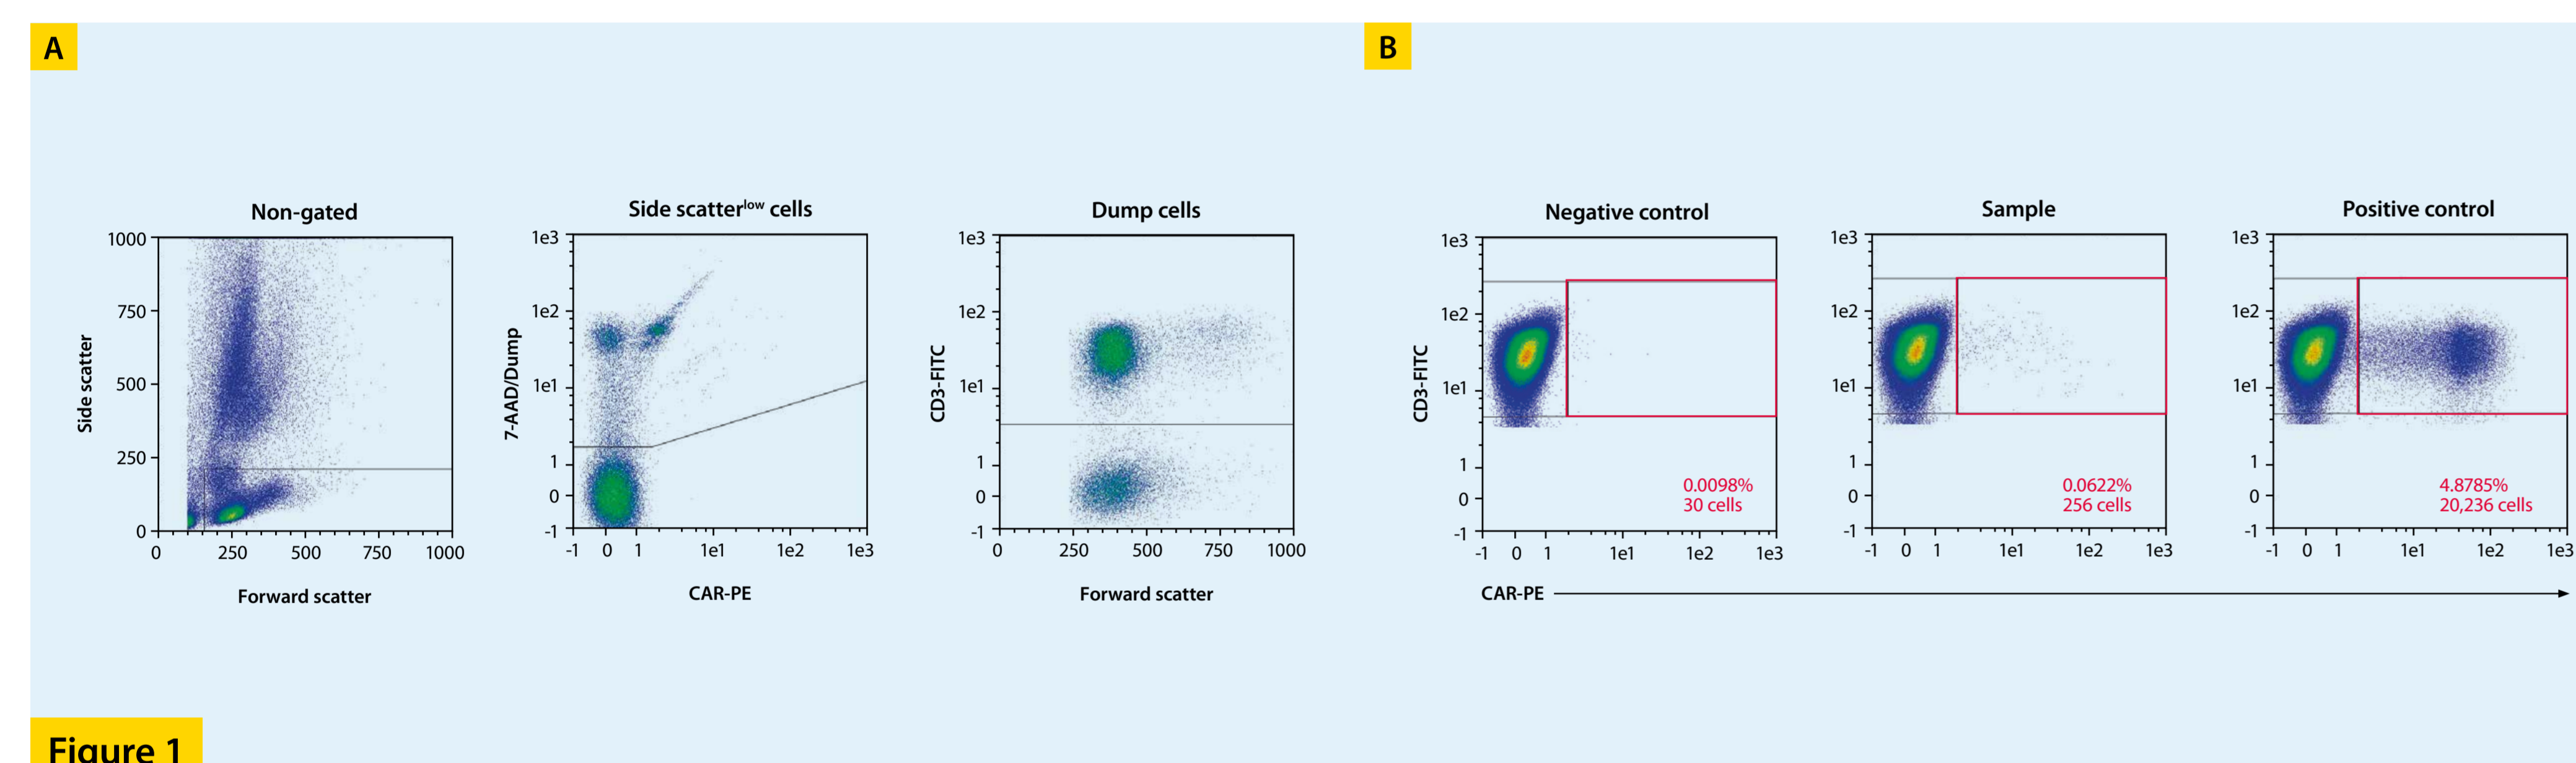 A
B
Non-gated
Side scatterlow cells
Dump cells
Negative control
Sample
Positive control
Side scatter
1000
750
500
250
0
0 250 500 750 1000
Forward scatter
7-AAD/Dump
1e3
1e2
1e1
1
0
-1
-1 0 1 1e1 1e2 1e3
CAR-PE
CD3-FITC
1e3
1e2
1e1
1
0
-1
0 250 500 750 1000
Forward scatter
CD3-FITC
1e3
1e2
1e1
1
0
-1
0.0098%
30 cells
-1 0 1 1e1 1e2 1e3
1e3
1e2
1e1
1
0
-1
0.0622%
256 cells
-1 0 1 1e1 1e2 1e3
1e3
1e2
1e1
1
0
-1
4.8785%
20,236 cells
-1 0 1 1e1 1e2 1e3
CAR-PE
Figure 1